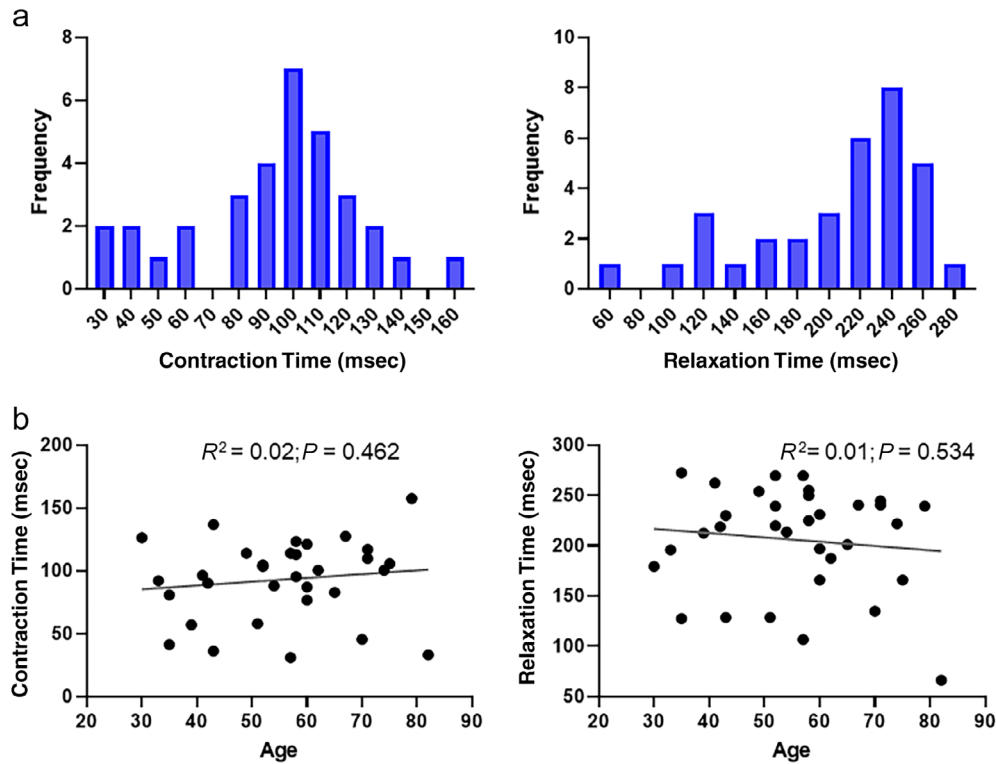 a
Frequency
8
6
4
2
0
30 40 50 60 70 80 90 100 110 120 130 140 150 160
Contraction Time (msec)
Frequency
10
8
6
4
2
0
60 80 100 120 140 160 180 200 220 240 260 280
Relaxation Time (msec)
b
Contraction Time (msec)
200
150
100
50
0
R² = 0.02; P = 0.462
20 30 40 50 60 70 80 90
Age
Relaxation Time (msec)
300
250
200
150
100
50
R²= 0.01; P = 0.534
20 30 40 50 60 70 80 90
Age